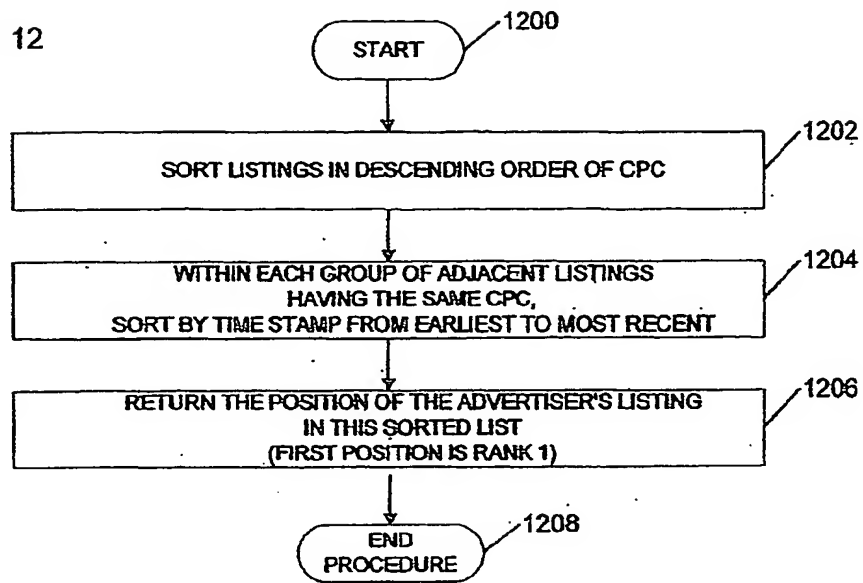 12
START
1200
1202
SORT LISTINGS IN DESCENDING ORDER OF CPC
1204
WITHIN EACH GROUP OF ADJACENT LISTINGS
HAVING THE SAME CPC,
SORT BY TIME STAMP FROM EARLIEST TO MOST RECENT
1206
RETURN THE POSITION OF THE ADVERTISER'S LISTING
IN THIS SORTED LIST
(FIRST POSITION IS RANK 1)
END
PROCEDURE
1208